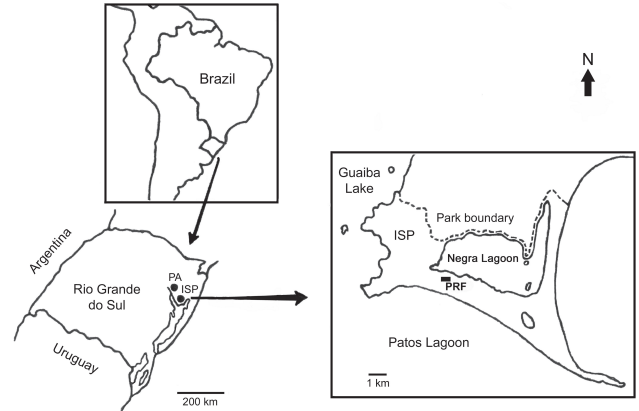 Brazil
N
Guaiba
Lake
ISP
Park boundary
Negra Lagoon
PRF
Patos Lagoon
1 km
Argentina
PA
ISP
Rio Grande
do Sul
Uruguay
200 km